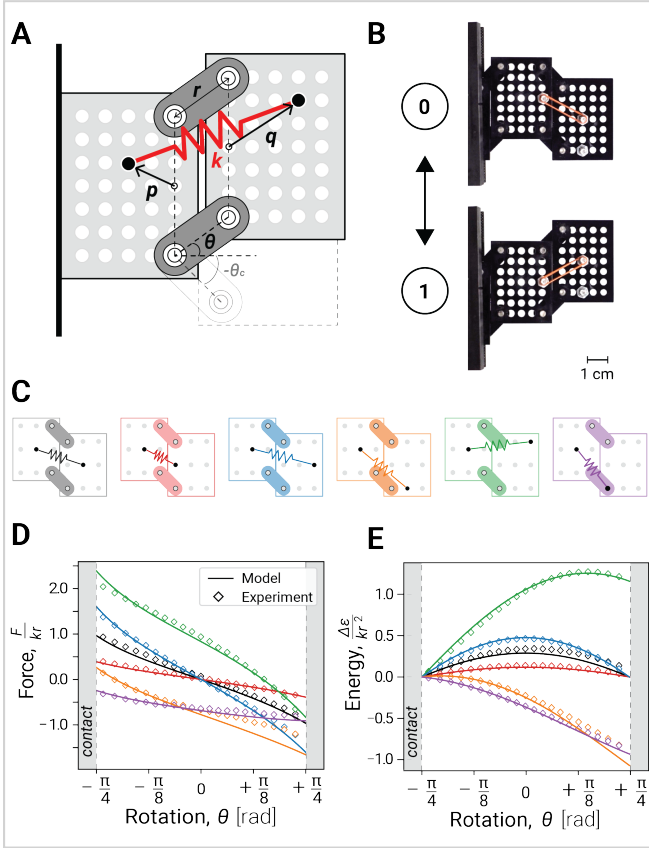 A
r
k
p
q
θ
-θc
B
0
1
1 cm
C
D
Model
Experiment
Force, F/kr
2.0
1.0
0.0
−1.0
contact
− π/4
− π/8
0
+ π/8
+ π/4
Rotation, θ [rad]
E
Energy, Δε/kr²
1.0
0.5
0.0
−0.5
−1.0
contact
− π/4
− π/8
0
+ π/8
+ π/4
Rotation, θ [rad]